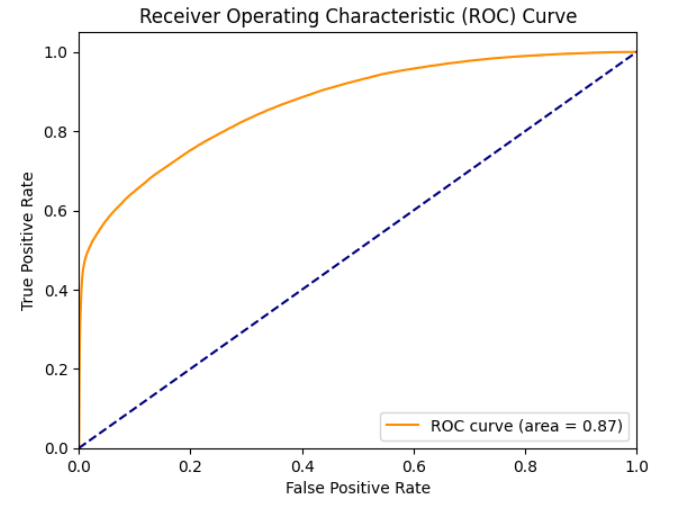 Receiver Operating Characteristic (ROC) Curve
1.0
0.8
0.6
0.4
0.2
0.0
True Positive Rate
ROC curve (area = 0.87)
0.0 0.2 0.4 0.6 0.8 1.0
False Positive Rate